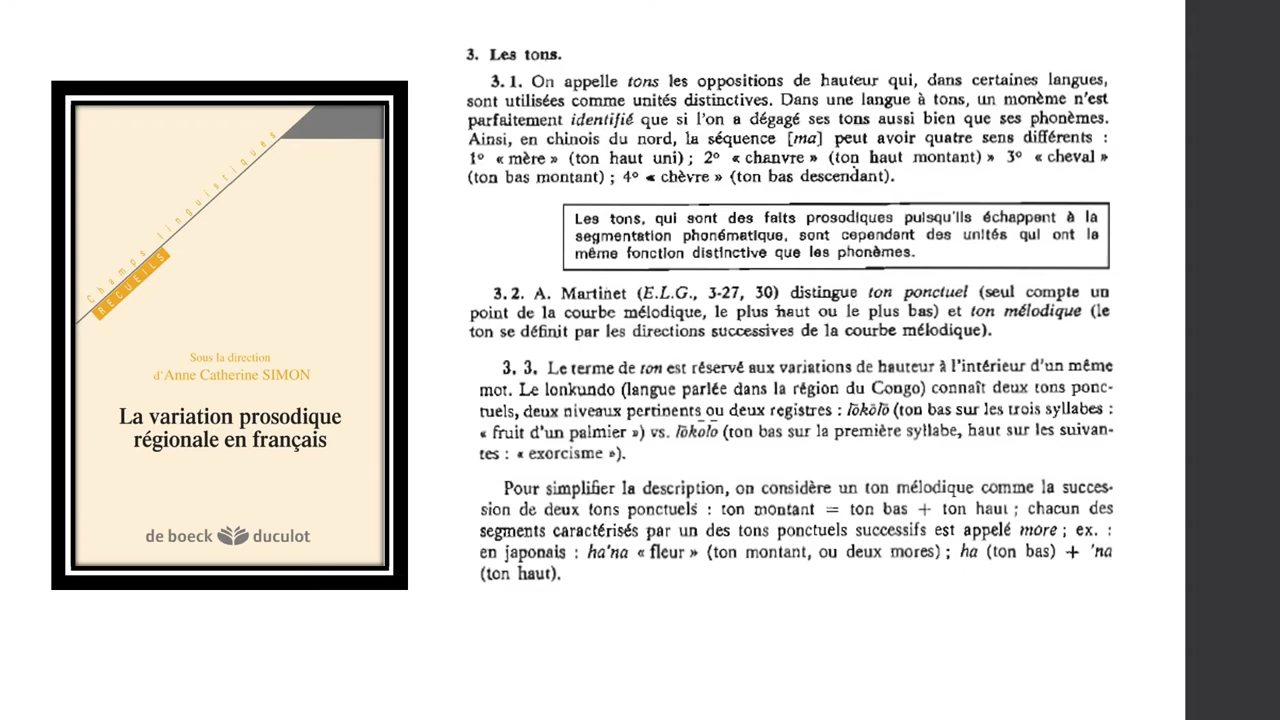 Champs linguistiques
RECUEILS
Sous la direction
d'Anne Catherine SIMON
La variation prosodique
régionale en français
de boeck duculot
3. Les tons.
3.1. On appelle tons les oppositions de hauteur qui, dans certaines langues,
sont utilisées comme unités distinctives. Dans une langue à tons, un monème n'est
parfaitement identifié que si l'on a dégagé ses tons aussi bien que ses phonèmes.
Ainsi, en chinois du nord, la séquence [ma] peut avoir quatre sens différents :
1º « mère » (ton haut uni) ; 2º « chanvre » (ton haut montant) » 3º « cheval »
(ton bas montant) ; 4º « chèvre » (ton bas descendant).
Les tons, qui sont des faits prosodiques puisqu'ils échappent à la
segmentation phonématique, sont cependant des unités qui ont la
même fonction distinctive que les phonèmes.
3.2. A. Martinet (E.L.G., 3-27, 30) distingue ton ponctuel (seul compte un
point de la courbe mélodique, le plus haut ou le plus bas) et ton mélodique (le
ton se définit par les directions successives de la courbe mélodique).
3. 3. Le terme de ton est réservé aux variations de hauteur à l'intérieur d'un même
mot. Le lonkundo (langue parlée dans la région du Congo) connaît deux tons ponc-
tuels, deux niveaux pertinents ou deux registres : lōkōlō (ton bas sur les trois syllabes :
« fruit d'un palmier ») vs. (ton bas sur la première syllabe, haut sur les suivan-
tes : « exorcisme »).
Pour simplifier la description, on considère un ton mélodique comme la succes-
sion de deux tons ponctuels : ton montant = ton bas + ton haut ; chacun des
segments caractérisés par un des tons ponctuels successifs est appelé more ; ex. :
en japonais : ha'na « fleur » (ton montant, ou deux mores) ; ha (ton bas) + 'na
(ton haut).